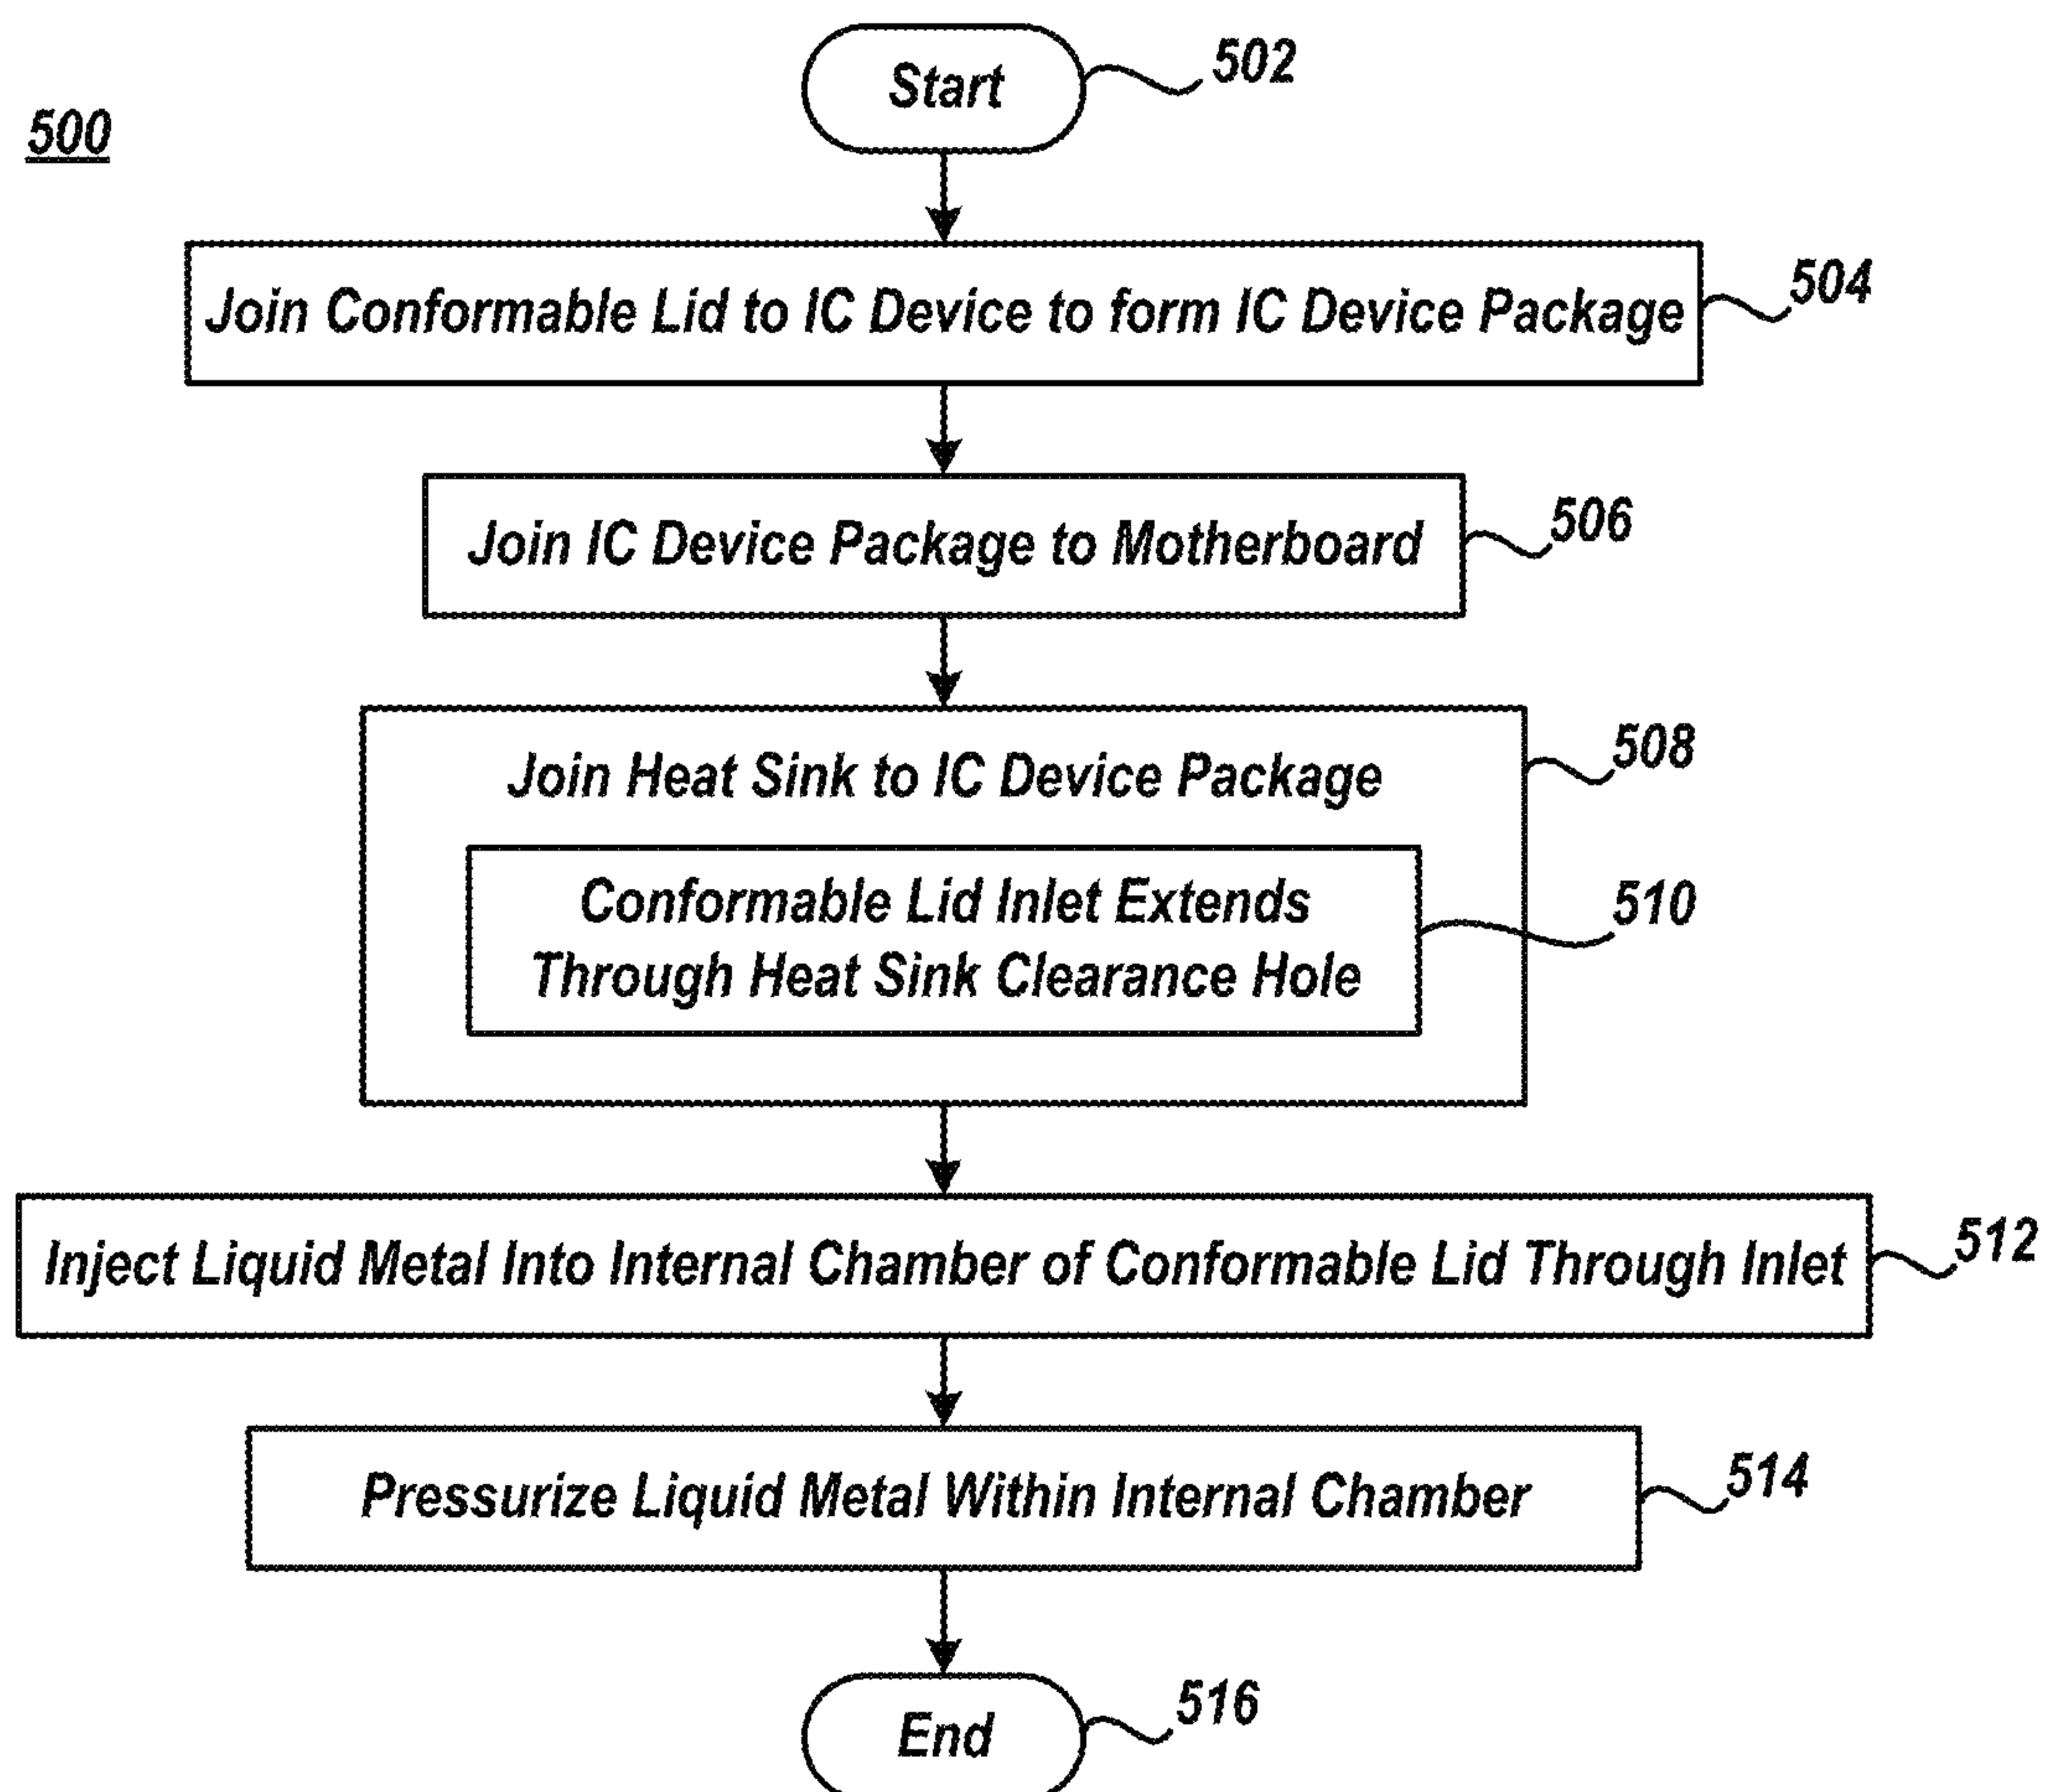 500
Start
502
Join Conformable Lid to IC Device to form IC Device Package
504
Join IC Device Package to Motherboard
506
Join Heat Sink to IC Device Package
508
Conformable Lid Inlet Extends
Through Heat Sink Clearance Hole
510
Inject Liquid Metal Into Internal Chamber of Conformable Lid Through Inlet
512
Pressurize Liquid Metal Within Internal Chamber
514
End
516